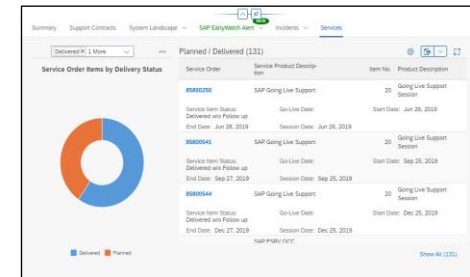 NEW
Summary Support Contracts System Landscape SAP EarlyWatch Alert Incidents Services
Delivered 1 More
Planned / Delivered (131)
Service Order Items by Delivery Status
Service Order Service Product Descrip- Item No. Product Description
tion
85800258 SAP Going Live Support 20 Going Live Support
Session
Service Item Status: Go-Live Date: Start Date: Jun 26, 2019
Delivered w/o Follow up
End Date: Jun 28, 2019 Session Date: Jun 26, 2019
85800541 SAP Going Live Support 20 Going Live Support
Session
Service Item Status: Go-Live Date: Start Date: Sep 25, 2019
Delivered w/o Follow up
End Date: Sep 27, 2019 Session Date: Sep 25, 2019
85800544 SAP Going Live Support 20 Going Live Support
Session
Service Item Status: Go-Live Date: Start Date: Dec 25, 2019
Delivered w/o Follow up
End Date: Dec 27, 2019 Session Date: Dec 25, 2019
Delivered Planned
Show All (131)